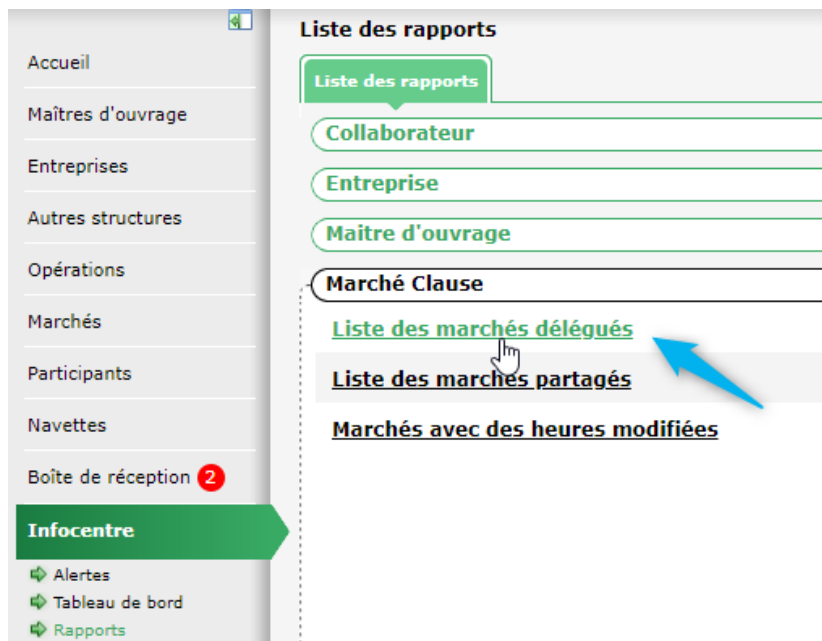 Accueil
Maîtres d'ouvrage
Entreprises
Autres structures
Opérations
Marchés
Participants
Navettes
Boîte de réception 2
Infocentre
Alertes
Tableau de bord
Rapports
Liste des rapports
Liste des rapports
Collaborateur
Entreprise
Maitre d'ouvrage
Marché Clause
Liste des marchés délégués
Liste des marchés partagés
Marchés avec des heures modifiées